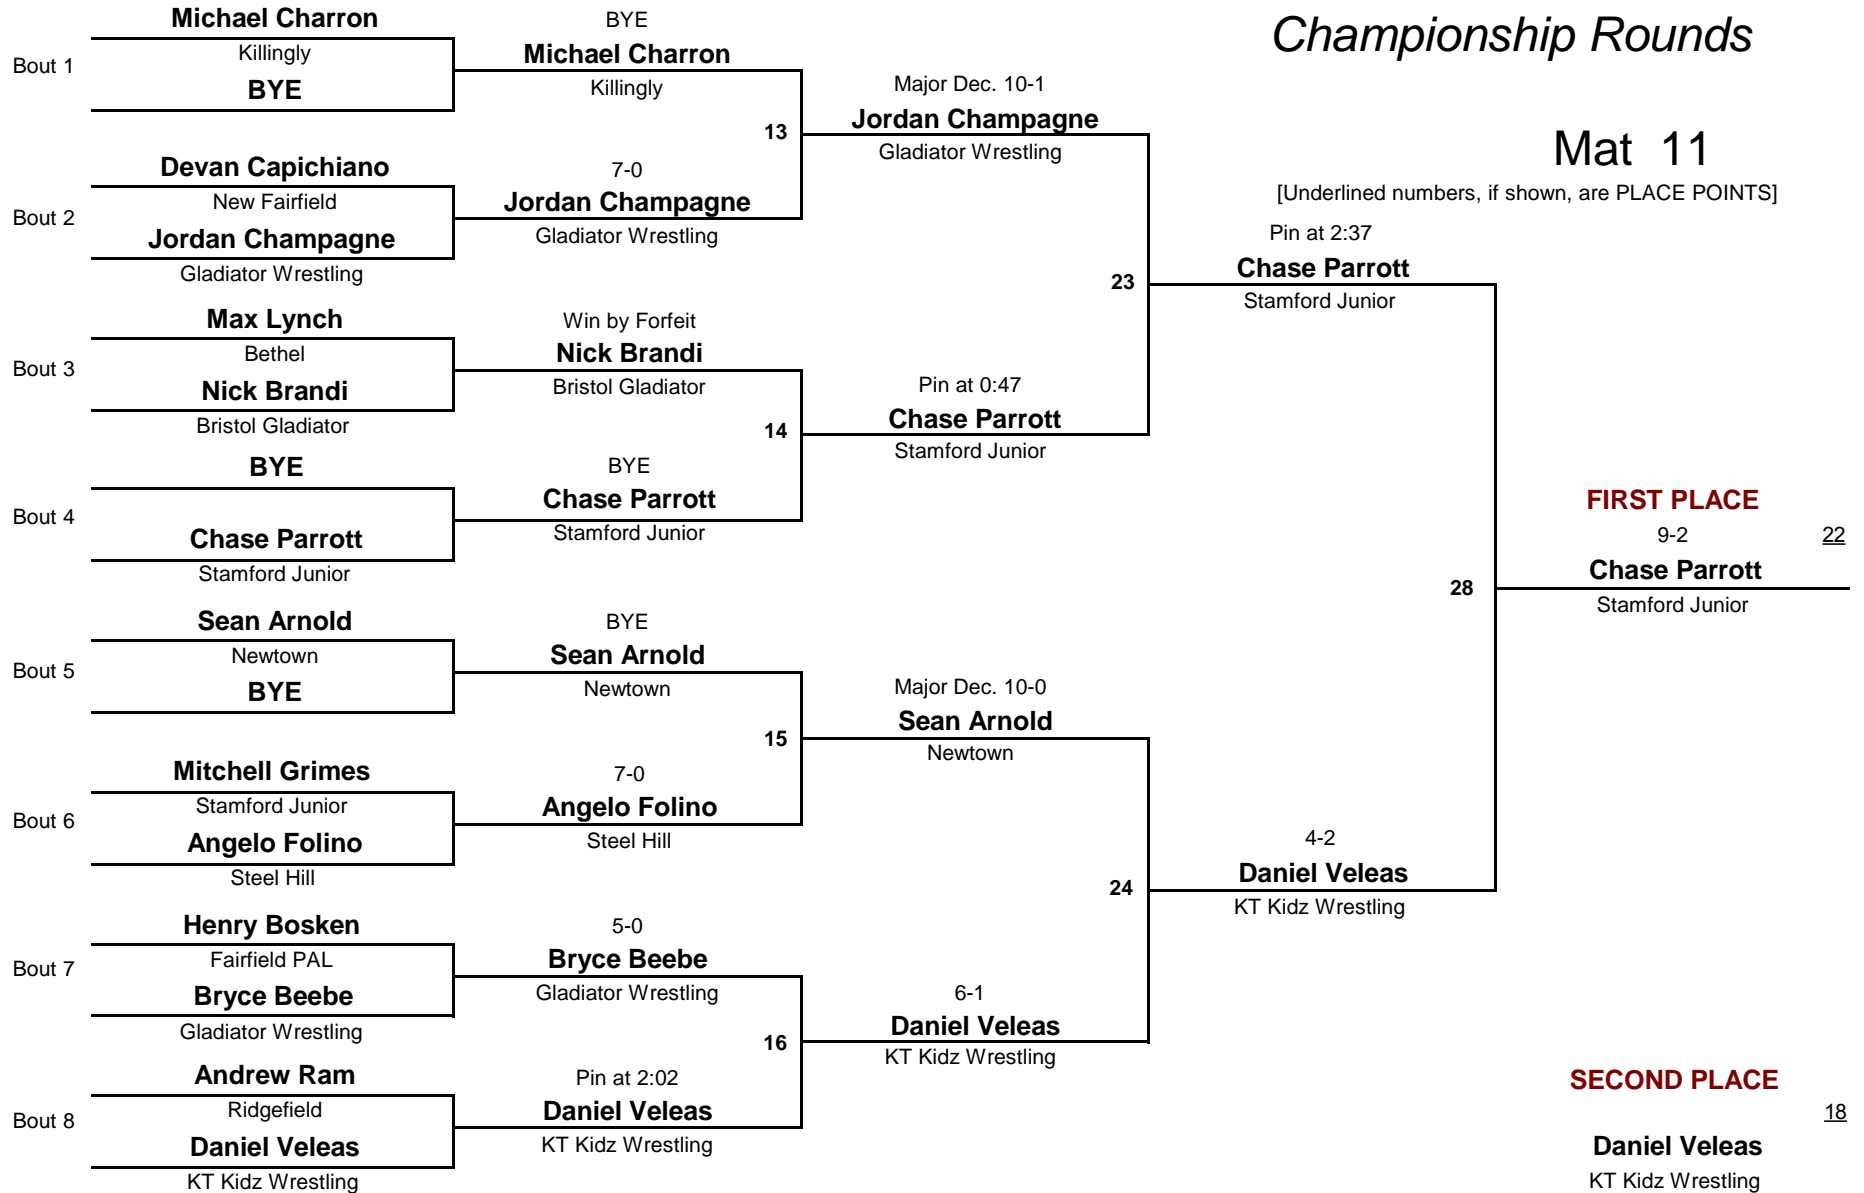 Championship Rounds
Mat 11
[Underlined numbers, if shown, are PLACE POINTS]
Bout 1
Michael Charron
Killingly
BYE
Bout 2
Devan Capichiano
New Fairfield
Jordan Champagne
Gladiator Wrestling
Bout 3
Max Lynch
Bethel
Nick Brandi
Bristol Gladiator
Bout 4
BYE
Chase Parrott
Stamford Junior
Bout 5
Sean Arnold
Newtown
BYE
Bout 6
Mitchell Grimes
Stamford Junior
Angelo Folino
Steel Hill
Bout 7
Henry Bosken
Fairfield PAL
Bryce Beebe
Gladiator Wrestling
Bout 8
Andrew Ram
Ridgefield
Daniel Veleas
KT Kidz Wrestling
BYE
Michael Charron
Killingly
13
7-0
Jordan Champagne
Gladiator Wrestling
Win by Forfeit
Nick Brandi
Bristol Gladiator
14
BYE
Chase Parrott
Stamford Junior
BYE
Sean Arnold
Newtown
15
7-0
Angelo Folino
Steel Hill
5-0
Bryce Beebe
Gladiator Wrestling
16
Pin at 2:02
Daniel Veleas
KT Kidz Wrestling
Major Dec. 10-1
Jordan Champagne
Gladiator Wrestling
23
Pin at 0:47
Chase Parrott
Stamford Junior
Major Dec. 10-0
Sean Arnold
Newtown
24
6-1
Daniel Veleas
KT Kidz Wrestling
Pin at 2:37
Chase Parrott
Stamford Junior
28
4-2
Daniel Veleas
KT Kidz Wrestling
FIRST PLACE
9-2 22
Chase Parrott
Stamford Junior
SECOND PLACE
18
Daniel Veleas
KT Kidz Wrestling